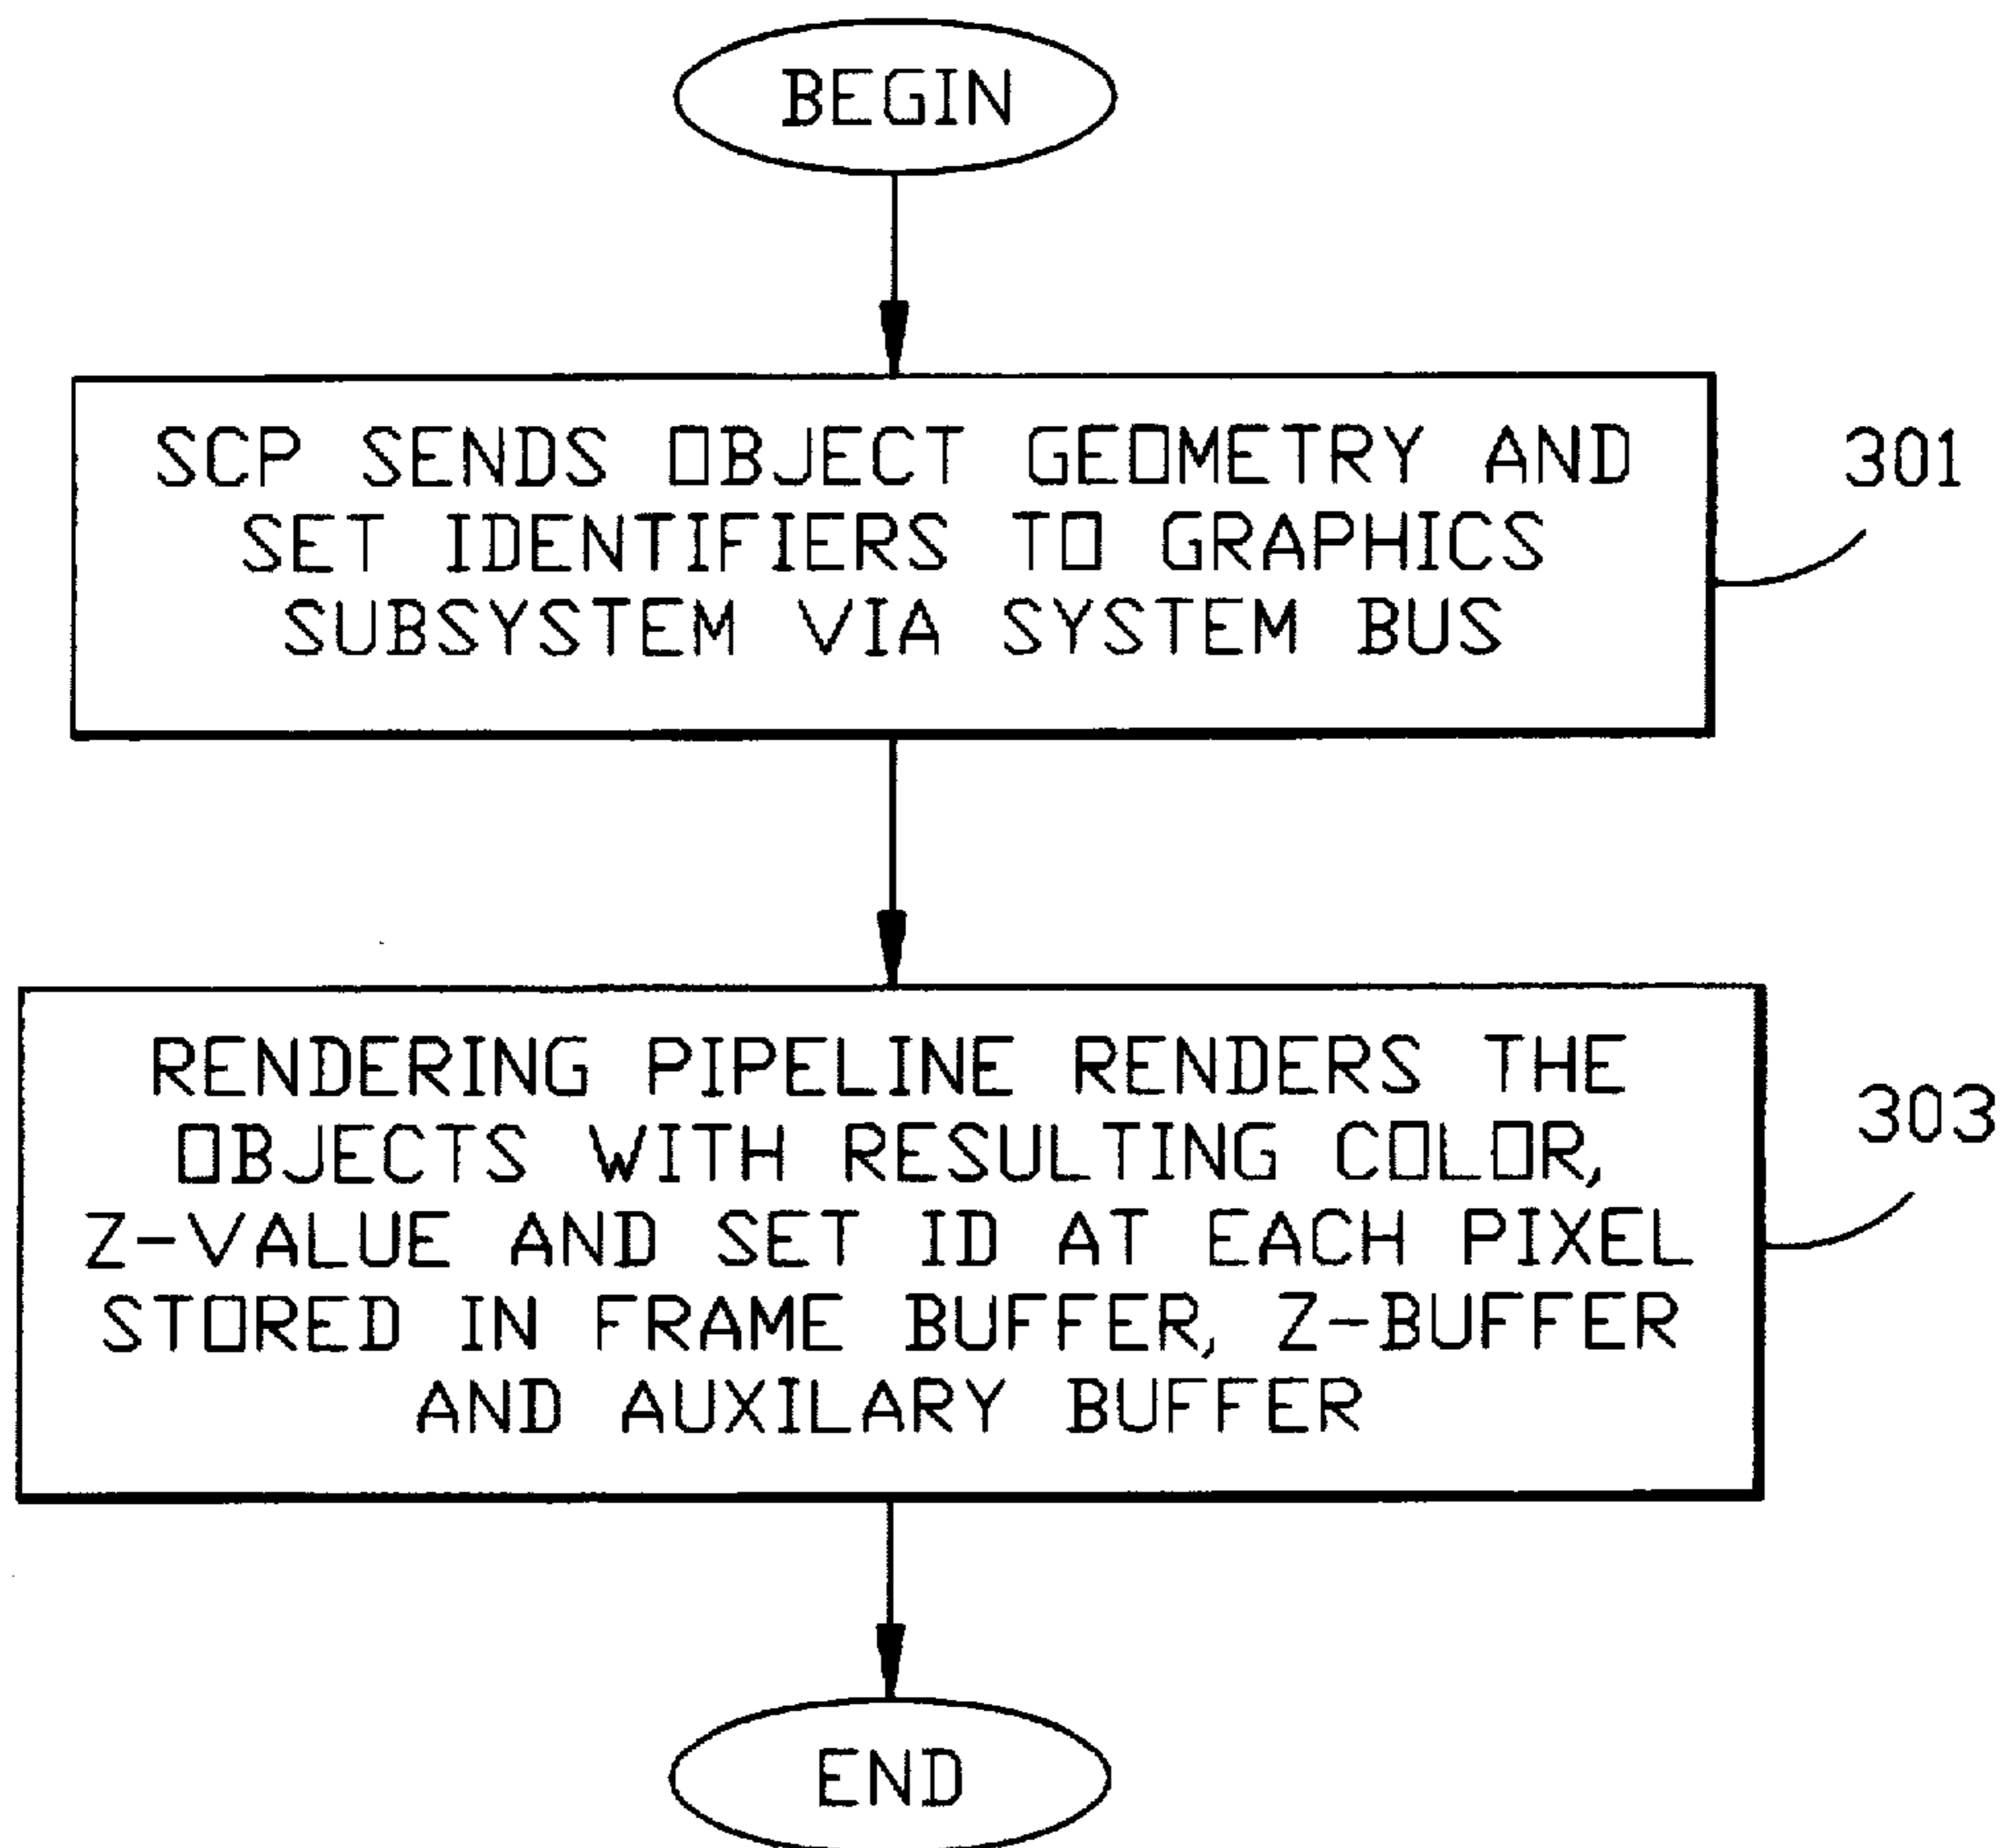 BEGIN
SCP SENDS OBJECT GEOMETRY AND
SET IDENTIFIERS TO GRAPHICS
SUBSYSTEM VIA SYSTEM BUS
301
RENDERING PIPELINE RENDERS THE
OBJECTS WITH RESULTING COLOR,
Z-VALUE AND SET ID AT EACH PIXEL
STORED IN FRAME BUFFER, Z-BUFFER
AND AUXILARY BUFFER
303
END